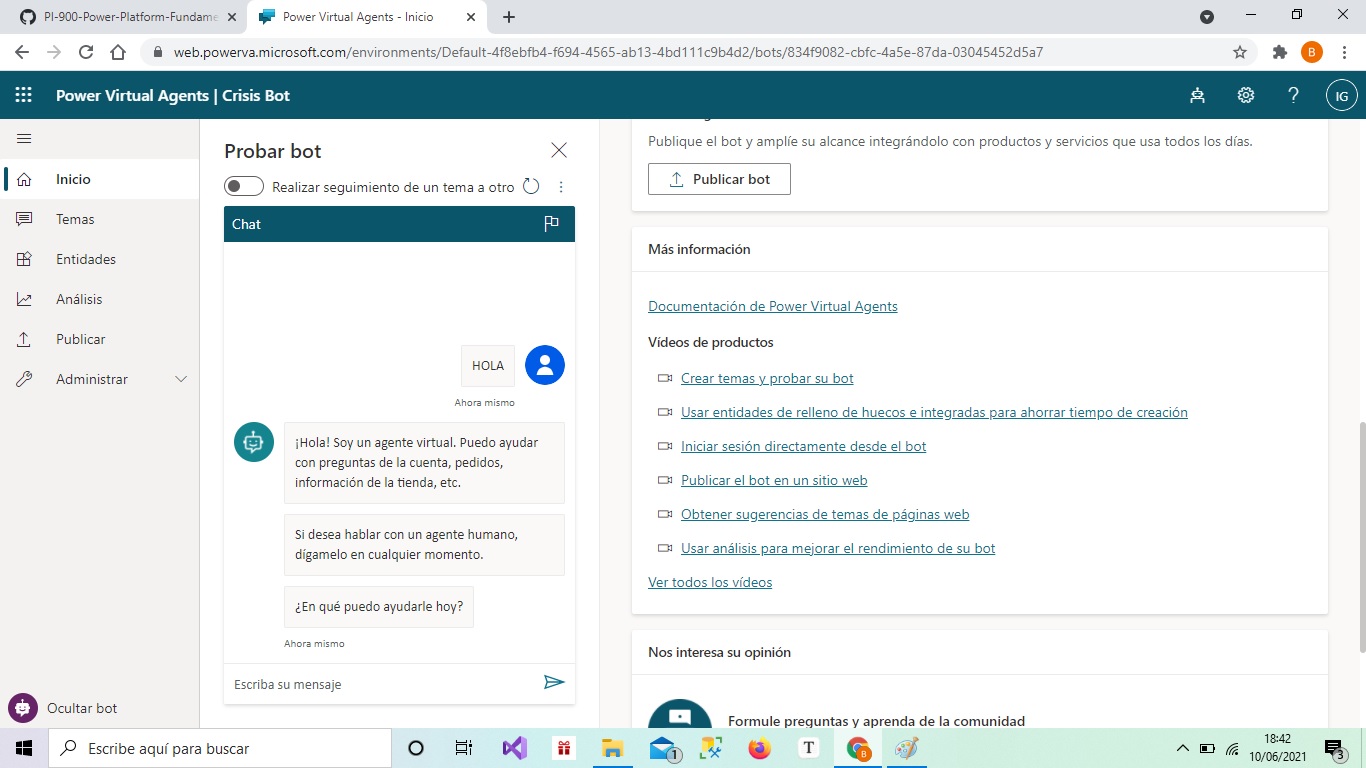 PI-900-Power-Platform-Fundame
Power Virtual Agents - Inicio
web.powerva.microsoft.com/environments/Default-4f8ebfb4-f694-4565-ab13-4bd111c9b4d2/bots/834f9082-cbfc-4a5e-87da-03045452d5a7
B
Power Virtual Agents | Crisis Bot
?
IG
Inicio
Temas
Entidades
Análisis
Publicar
Administrar
Ocultar bot
Probar bot
Realizar seguimiento de un tema a otro
Chat
HOLA
Ahora mismo
¡Hola! Soy un agente virtual. Puedo ayudar
con preguntas de la cuenta, pedidos,
información de la tienda, etc.
Si desea hablar con un agente humano,
dígamelo en cualquier momento.
¿En qué puedo ayudarle hoy?
Ahora mismo
Escriba su mensaje
Publique el bot y amplíe su alcance integrándolo con productos y servicios que usa todos los días.
Publicar bot
Más información
Documentación de Power Virtual Agents
Vídeos de productos
Crear temas y probar su bot
Usar entidades de relleno de huecos e integradas para ahorrar tiempo de creación
Iniciar sesión directamente desde el bot
Publicar el bot en un sitio web
Obtener sugerencias de temas de páginas web
Usar análisis para mejorar el rendimiento de su bot
Ver todos los vídeos
Nos interesa su opinión
Formule preguntas y aprenda de la comunidad
Escribe aquí para buscar
1
T
B
18:42
10/06/2021
3